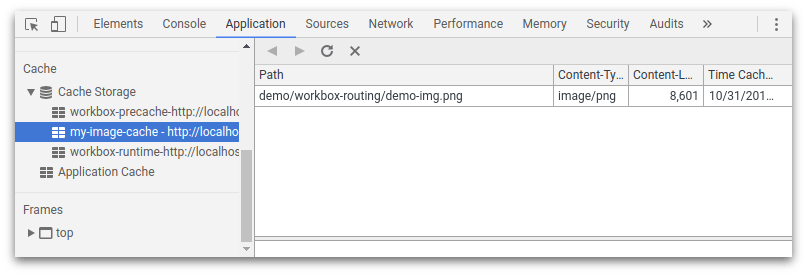 Elements Console Application Sources Network Performance Memory Security Audits »
Cache
Cache Storage
workbox-precache-http://localho
my-image-cache - http://localho
workbox-runtime-http://localhos
Application Cache
Frames
top
Path Content-Ty... Content-L... Time Cach...
demo/workbox-routing/demo-img.png image/png 8,601 10/31/201...